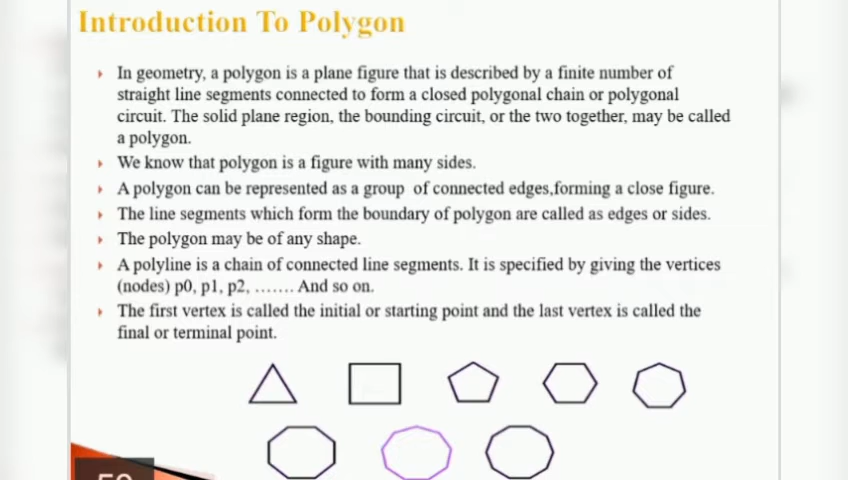 Introduction To Polygon
In geometry, a polygon is a plane figure that is described by a finite number of
straight line segments connected to form a closed polygonal chain or polygonal
circuit. The solid plane region, the bounding circuit, or the two together, may be called
a polygon.
We know that polygon is a figure with many sides.
A polygon can be represented as a group of connected edges,forming a close figure.
The line segments which form the boundary of polygon are called as edges or sides.
The polygon may be of any shape.
A polyline is a chain of connected line segments. It is specified by giving the vertices
(nodes) p0, p1, p2, ....... And so on.
The first vertex is called the initial or starting point and the last vertex is called the
final or terminal point.